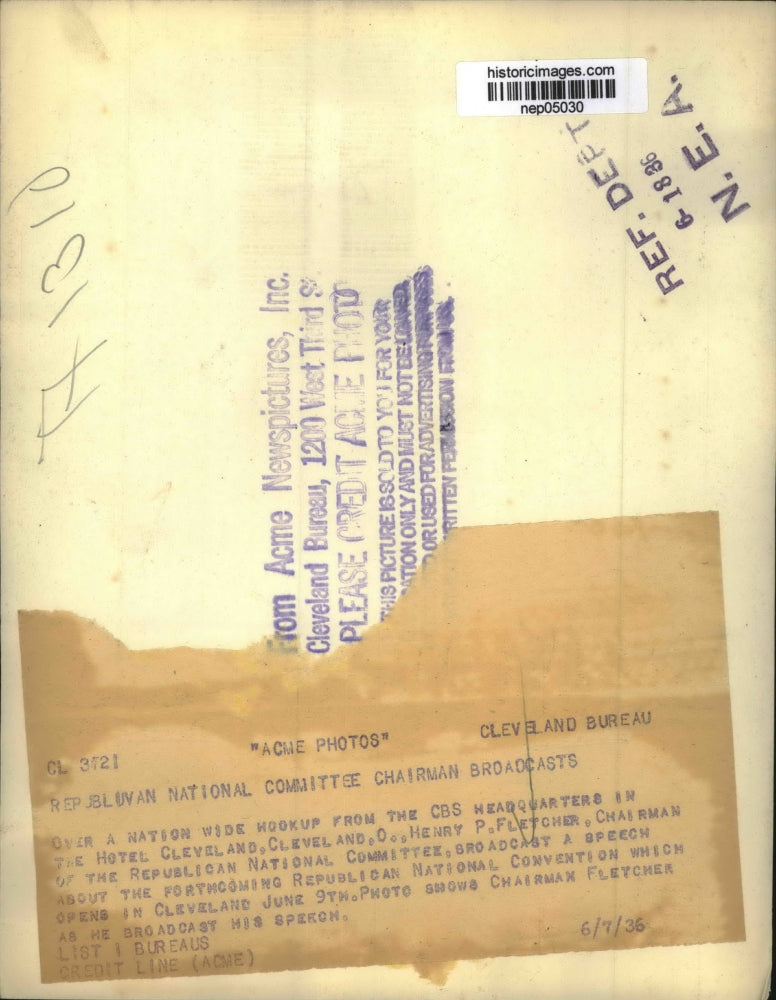 historicimages.com
nep05030
REF. DEPT
6-1836
N. E. A.
From Acme Newspictures, Inc.
Cleveland Bureau, 1200 West Third
PLEASE CREDIT ACME PHOTO
THIS PICTURE IS SOLD TO YOU FOR YOUR
ATION ONLY AND MUST NOT BE LOANED,
D OR USED FOR ADVERTISING PURPOSES
RITTEN PERMISSION FROM US.
CL 3721
"ACME PHOTOS"
CLEVELAND BUREAU
REPUBLIVAN NATIONAL COMMITTEE CHAIRMAN BROADCASTS
OVER A NATION WIDE HOOKUP FROM THE CBS HEADQUARTERS IN
THE HOTEL CLEVELAND, CLEVELAND,O., HENRY P.FLETCHER, CHAIRMAN
OF THE REPUBLICAN NATIONAL COMMITTEE, BROADCAST A SPEECH
ABOUT THE FORTHCOMING REPUBLICAN NATIONAL CONVENTION WHICH
OPENS IN CLEVELAND JUNE 9TH.PHOTO SHOWS CHAIRMAN FLETCHER
AS HE BROADCAST HIS SPEECH.
LIST 1 BUREAUS
CREDIT LINE (ACME)
6/7/36